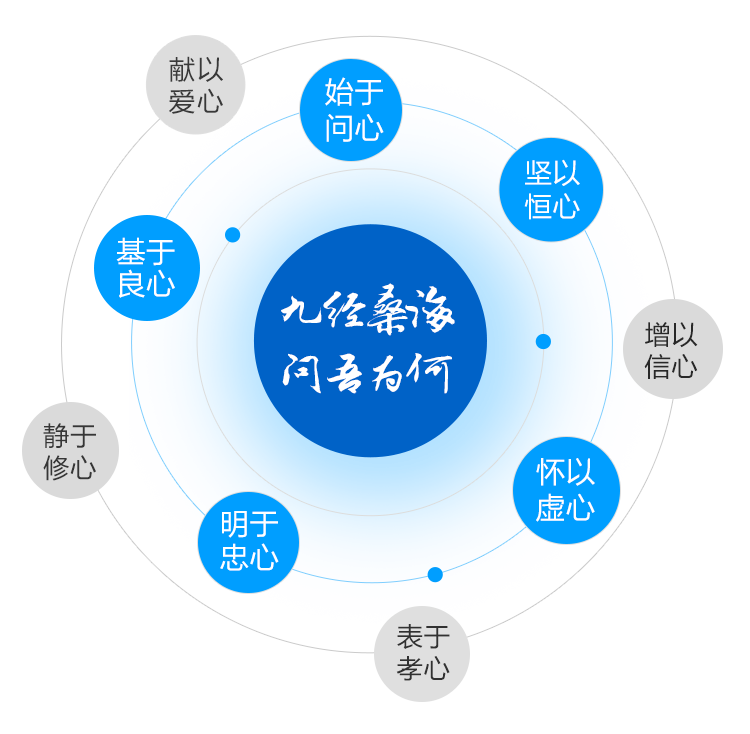 献以
爱心
始于
问心
坚以
恒心
基于
良心
九经桑海
问吾为何
增以
信心
静于
修心
怀以
虚心
明于
忠心
表于
孝心